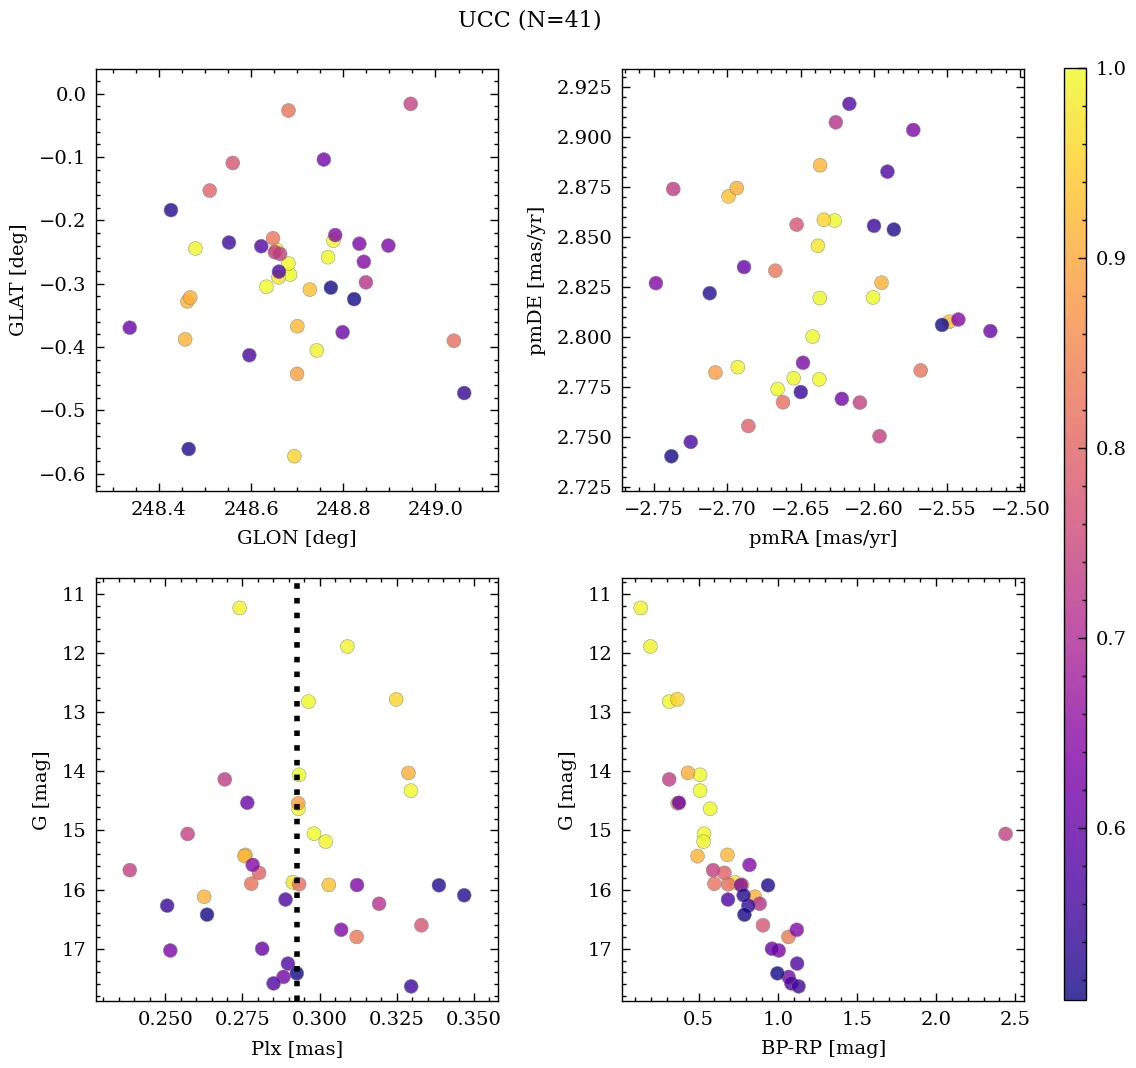 UCC (N=41)
0.0
−0.1
−0.2
−0.3
−0.4
−0.5
−0.6
GLAT [deg]
248.4 248.6 248.8 249.0
GLON [deg]
2.925
2.900
2.875
2.850
2.825
2.800
2.775
2.750
2.725
pmDE [mas/yr]
−2.75 −2.70 −2.65 −2.60 −2.55 −2.50
pmRA [mas/yr]
11
12
13
14
15
16
17
G [mag]
0.250 0.275 0.300 0.325 0.350
Plx [mas]
11
12
13
14
15
16
17
G [mag]
0.5 1.0 1.5 2.0 2.5
BP-RP [mag]
1.0
0.9
0.8
0.7
0.6